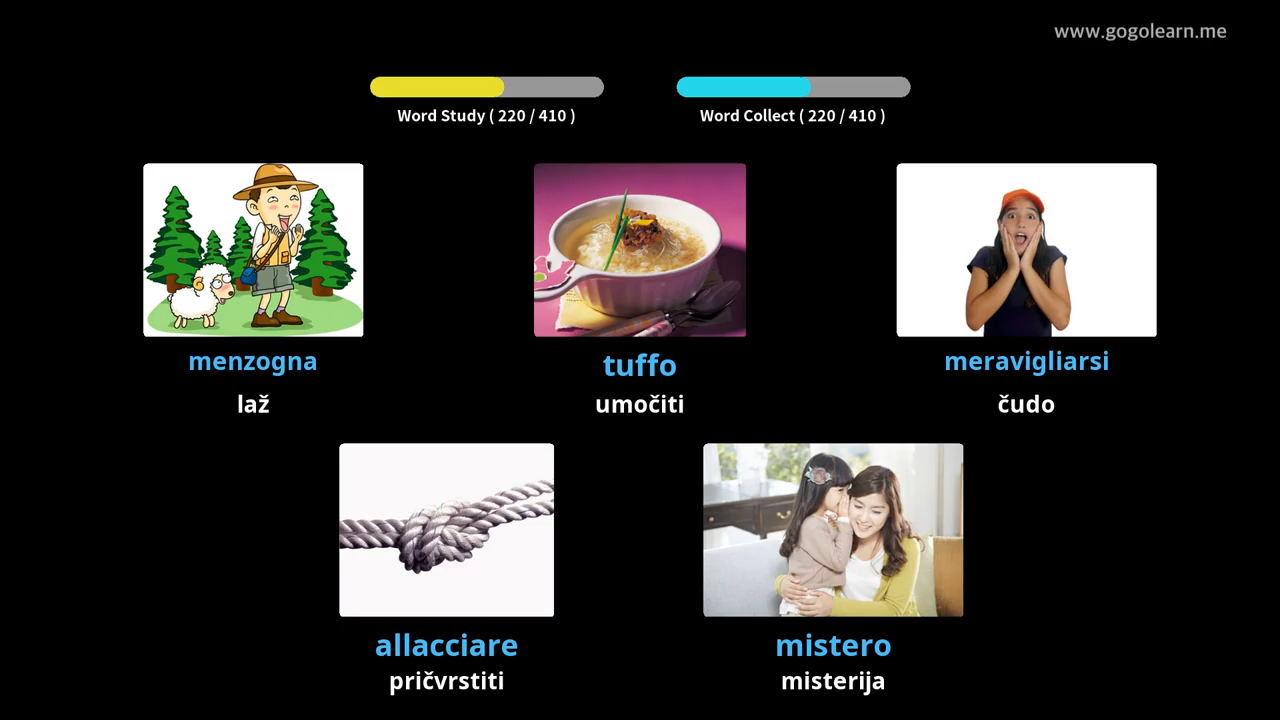 www.gogolearn.me
Word Study ( 220 / 410 )
Word Collect ( 220 / 410 )
menzogna
laž
tuffo
umočiti
meravigliarsi
čudo
allacciare
pričvrstiti
mistero
misterija